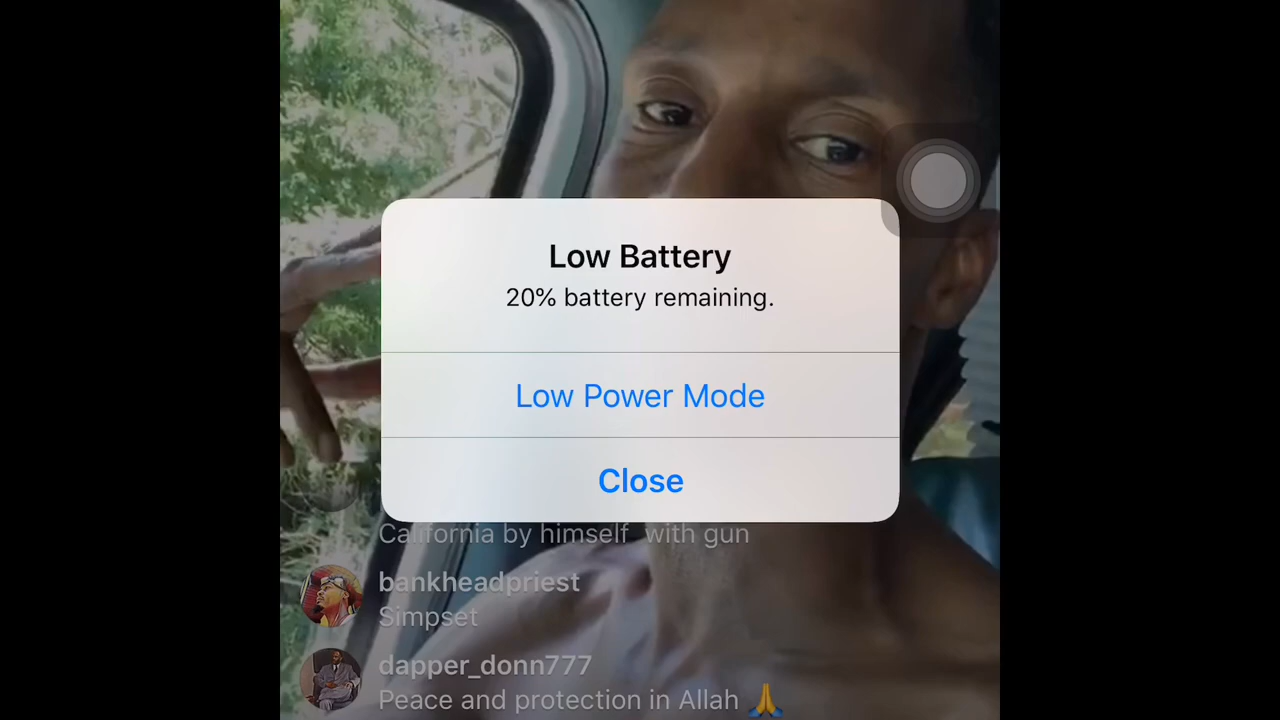 Low Battery
20% battery remaining.
Low Power Mode
Close
California by himself with gun
bankheadpriest
Simpset
dapper_donn777
Peace and protection in Allah 🙏